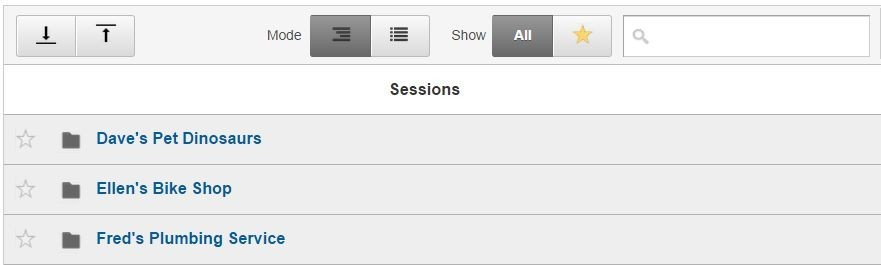 Mode Show All
Sessions
Dave's Pet Dinosaurs
Ellen's Bike Shop
Fred's Plumbing Service